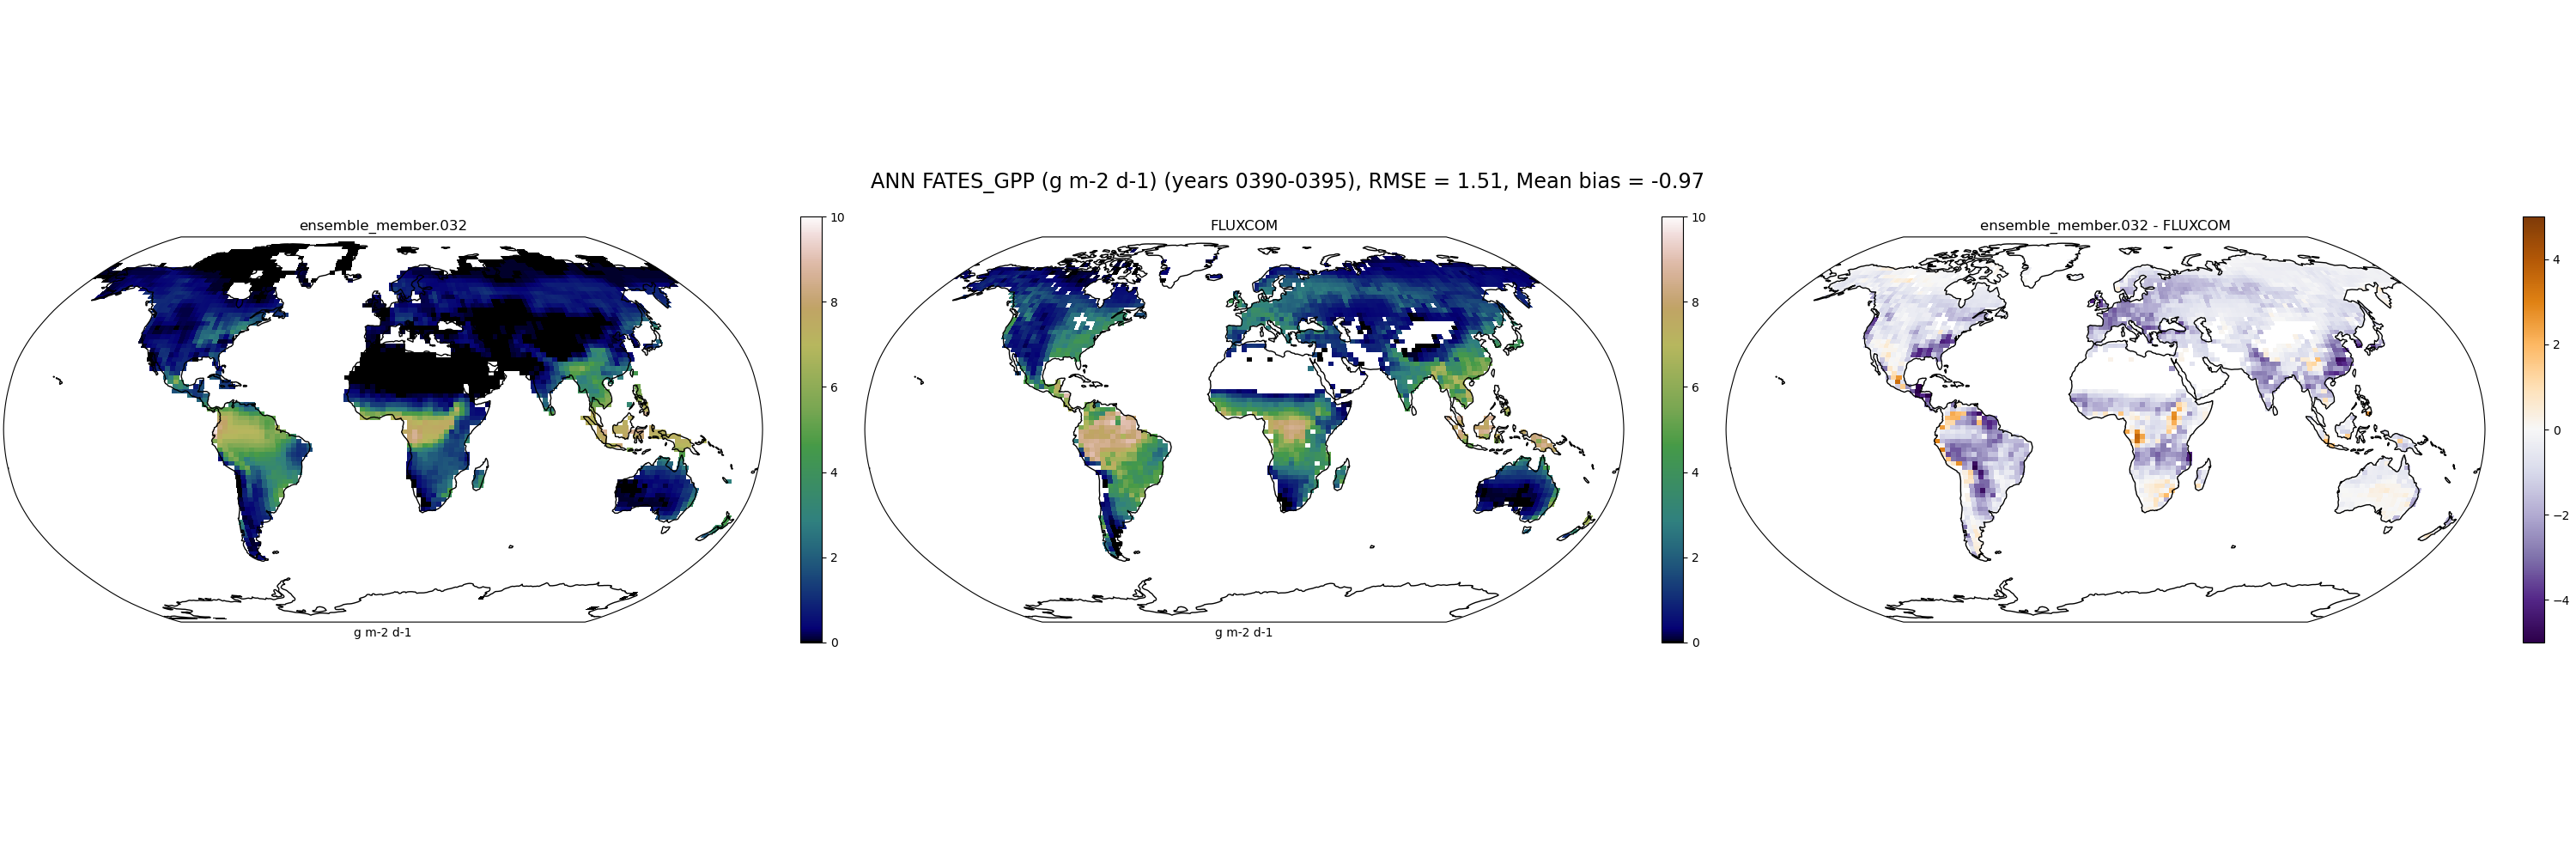 ANN FATES_GPP (g m-2 d-1) (years 0390-0395), RMSE = 1.51, Mean bias = -0.97
ensemble_member.032
10
8
6
4
2
0
g m-2 d-1
FLUXCOM
10
8
6
4
2
0
g m-2 d-1
ensemble_member.032 - FLUXCOM
4
2
0
−2
−4